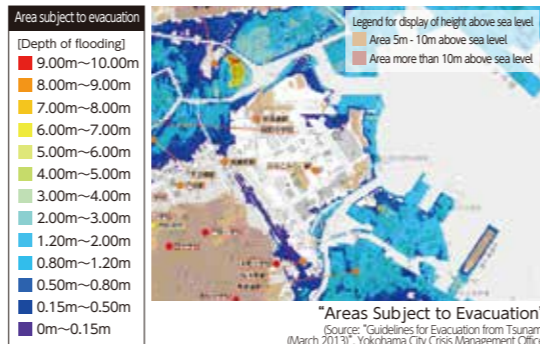 Area subject to evacuation
[Depth of flooding]
9.00m～10.00m
8.00m～9.00m
7.00m～8.00m
6.00m～7.00m
5.00m～6.00m
4.00m～5.00m
3.00m～4.00m
2.00m～3.00m
1.20m～2.00m
0.80m～1.20m
0.50m～0.80m
0.15m～0.50m
0m～0.15m
Legend for display of height above sea level
Area 5m - 10m above sea level
Area more than 10m above sea level
"Areas Subject to Evacuation"
(Source: "Guidelines for Evacuation from Tsunami
(March 2013)", Yokohama City Crisis Management Office